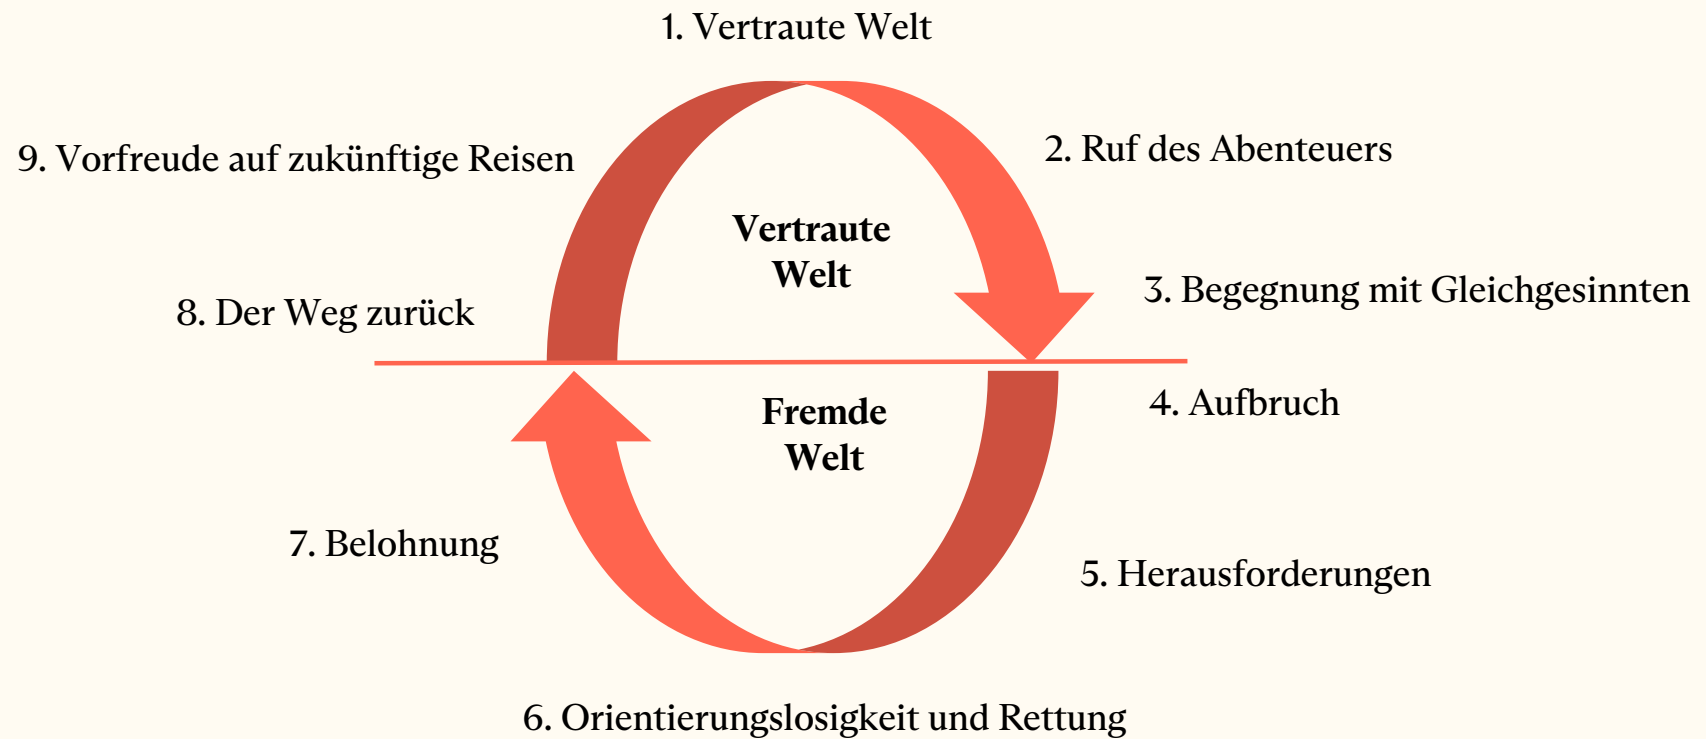 1. Vertraute Welt
2. Ruf des Abenteuers
3. Begegnung mit Gleichgesinnten
4. Aufbruch
5. Herausforderungen
6. Orientierungslosigkeit und Rettung
7. Belohnung
8. Der Weg zurück
9. Vorfreude auf zukünftige Reisen
Vertraute
Welt
Fremde
Welt